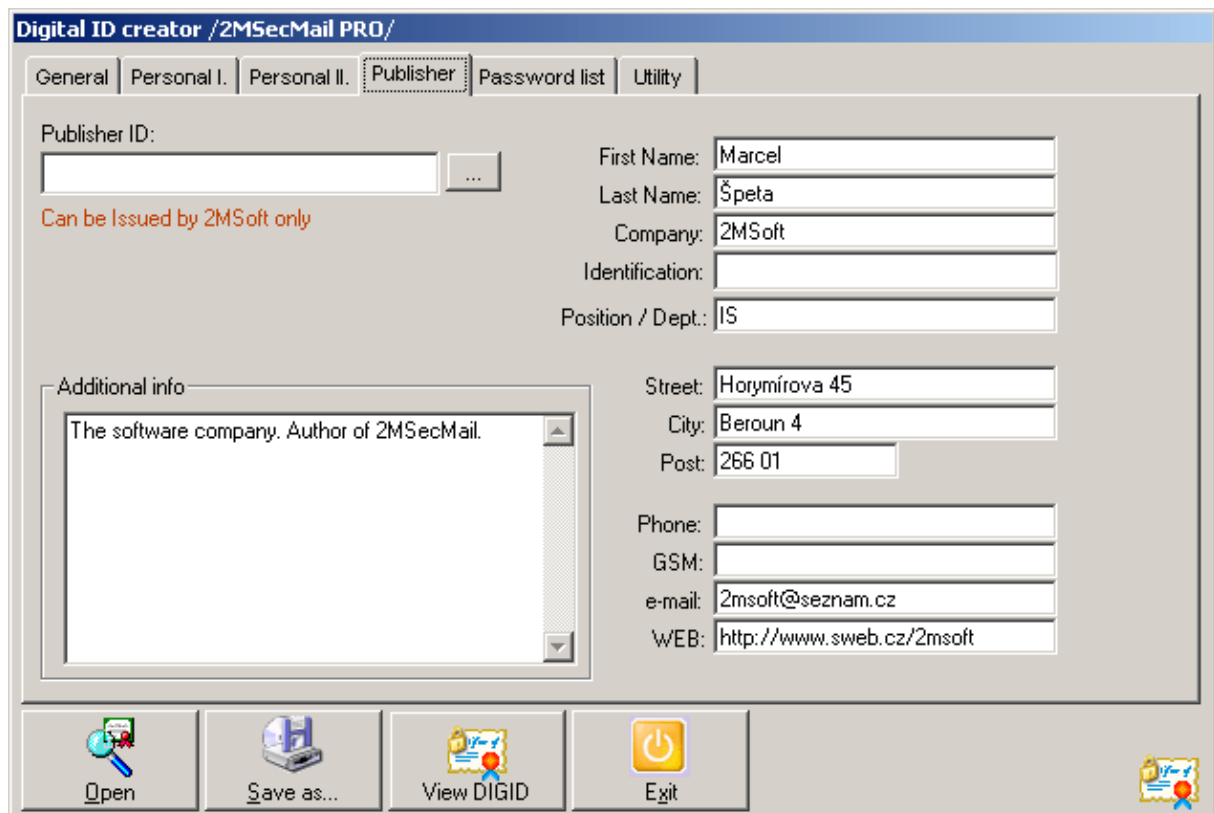 Digital ID creator /2MSecMail PRO/
General Personal I. Personal II. Publisher Password list Utility
Publisher ID:
...
Can be Issued by 2MSoft only
First Name: Marcel
Last Name: Špeta
Company: 2MSoft
Identification:
Position / Dept.: IS
Additional info
The software company. Author of 2MSecMail.
Street: Horymírova 45
City: Beroun 4
Post: 266 01
Phone:
GSM:
e-mail: 2msoft@seznam.cz
WEB: http://www.sweb.cz/2msoft
Open Save as... View DIGID Exit